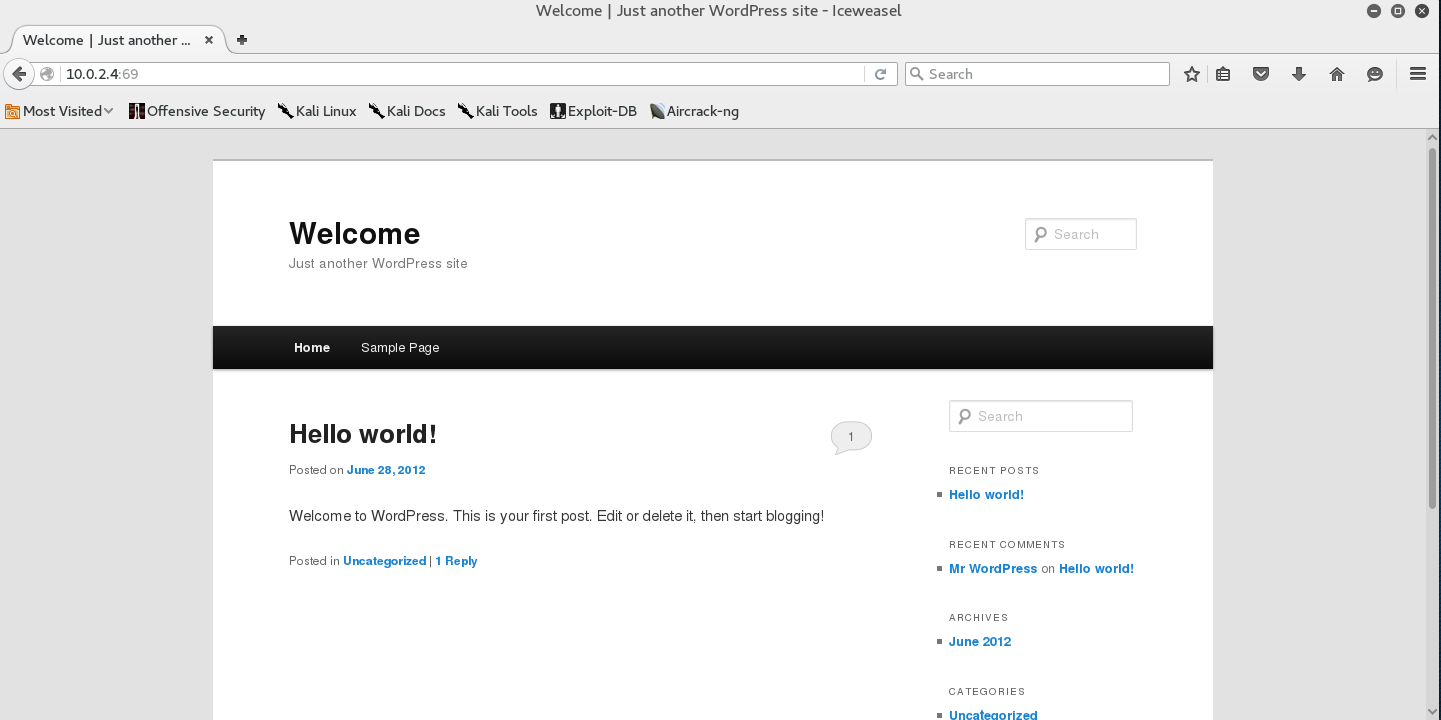 Welcome | Just another WordPress site - Iceweasel
Welcome | Just another ...
10.0.2.4:69
Search
Most Visited
Offensive Security
Kali Linux
Kali Docs
Kali Tools
Exploit-DB
Aircrack-ng
Welcome
Search
Just another WordPress site
Home
Sample Page
Search
Hello world!
1
Posted on June 28, 2012
Welcome to WordPress. This is your first post. Edit or delete it, then start blogging!
Posted in Uncategorized | 1 Reply
RECENT POSTS
Hello world!
RECENT COMMENTS
Mr WordPress on Hello world!
ARCHIVES
June 2012
CATEGORIES
Uncategorized